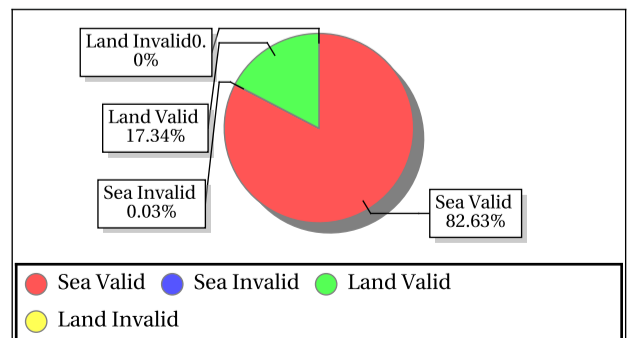 Land Invalid0.
0%
Land Valid
17.34%
Sea Invalid
0.03%
Sea Valid
82.63%
Sea Valid Sea Invalid Land Valid
Land Invalid